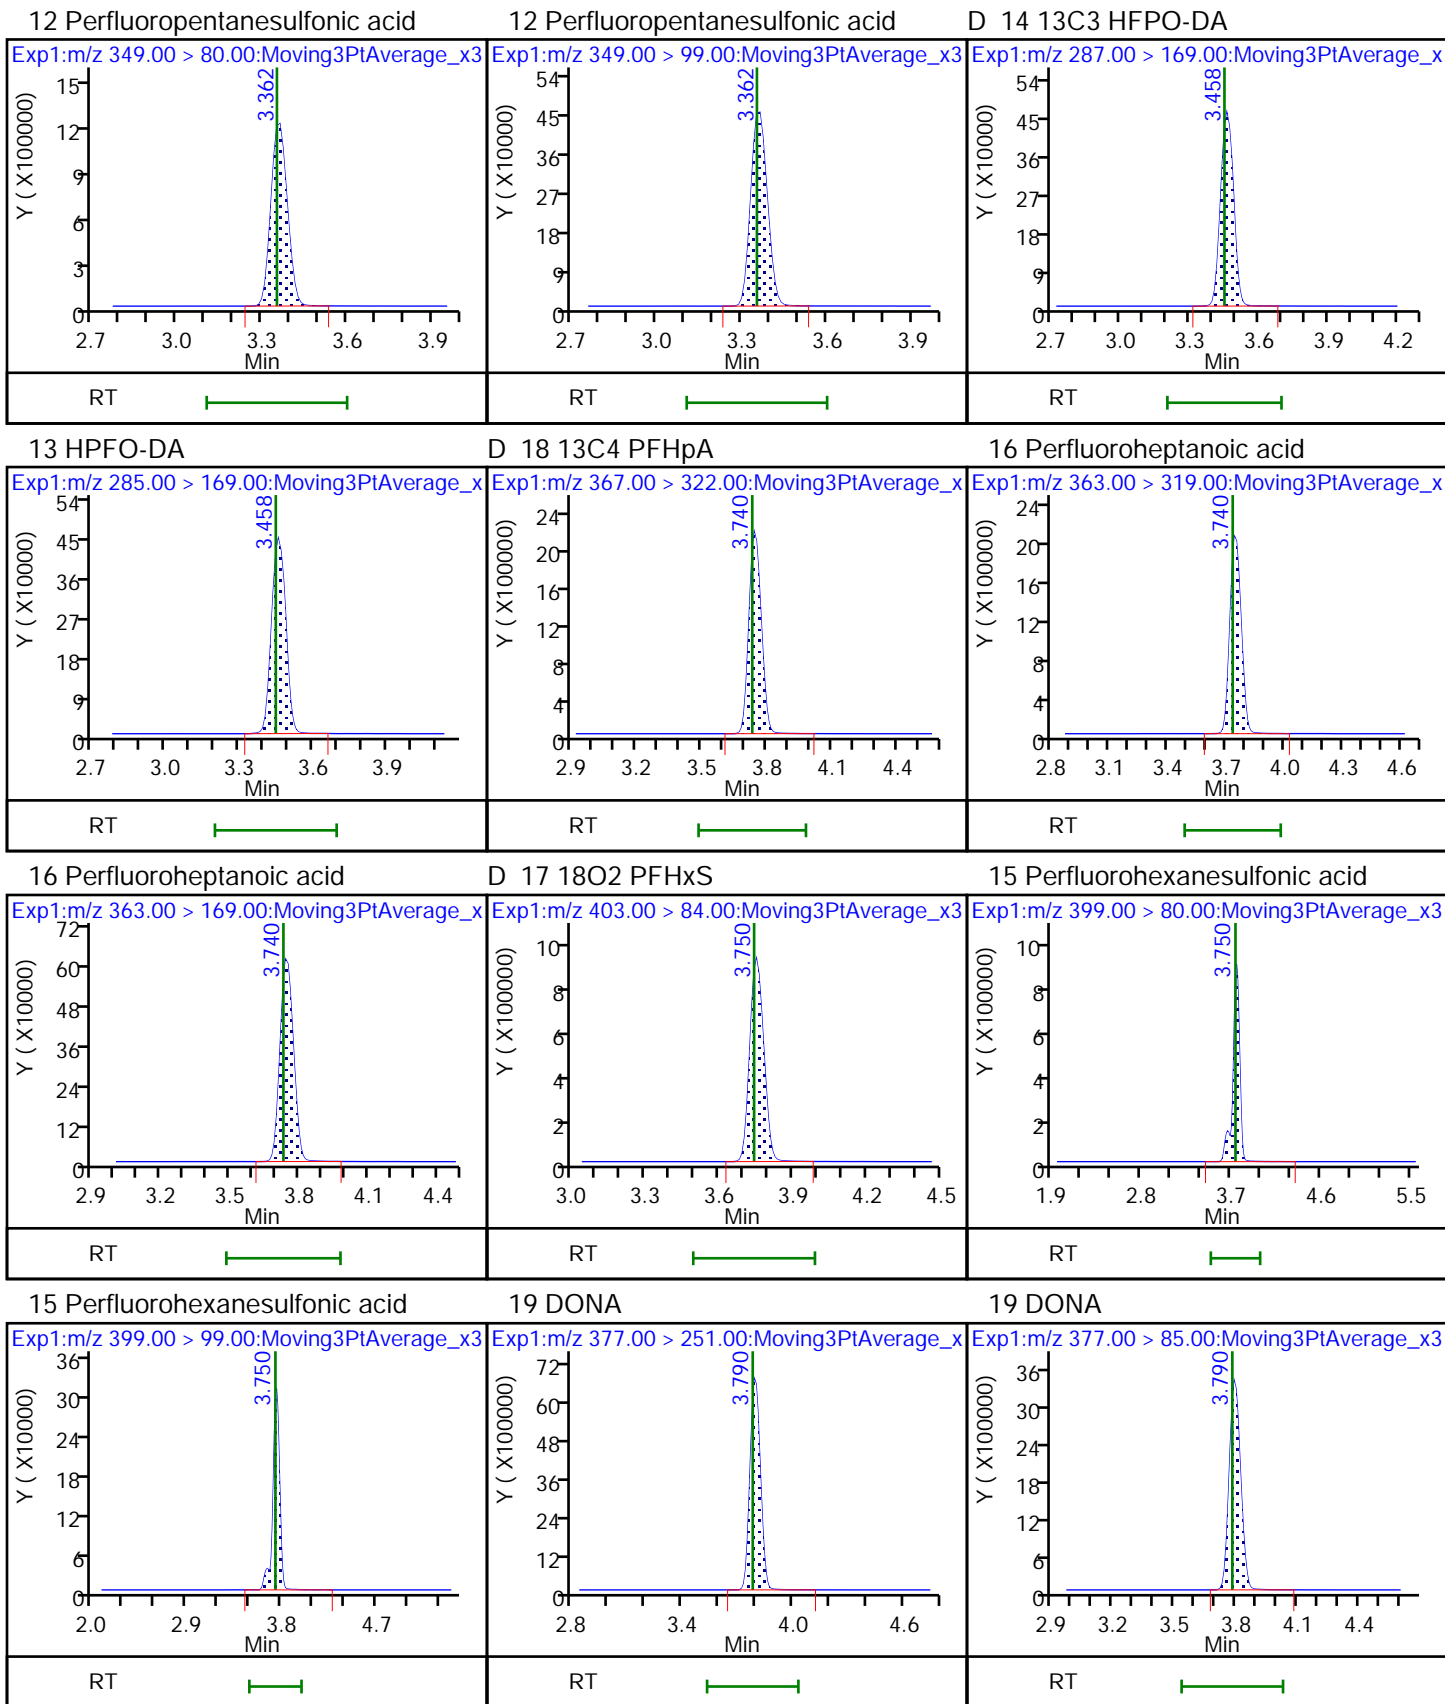 12 Perfluoropentanesulfonic acid
Exp1:m/z 349.00 > 80.00:Moving3PtAverage_x3
Y ( X100000)
15
12
9
6
3
0
3.362
2.7 3.0 3.3 3.6 3.9
Min
RT
12 Perfluoropentanesulfonic acid
Exp1:m/z 349.00 > 99.00:Moving3PtAverage_x3
Y ( X100000)
54
45
36
27
18
9
0
3.362
2.7 3.0 3.3 3.6 3.9
Min
RT
D 14 13C3 HFPO-DA
Exp1:m/z 287.00 > 169.00:Moving3PtAverage_x
Y ( X100000)
54
45
36
27
18
9
0
3.458
2.7 3.0 3.3 3.6 3.9 4.2
Min
RT
13 HPFO-DA
Exp1:m/z 285.00 > 169.00:Moving3PtAverage_x
Y ( X100000)
54
45
36
27
18
9
0
3.458
2.7 3.0 3.3 3.6 3.9
Min
RT
D 18 13C4 PFHpA
Exp1:m/z 367.00 > 322.00:Moving3PtAverage_x
Y ( X100000)
24
20
16
12
8
4
0
3.740
2.9 3.2 3.5 3.8 4.1 4.4
Min
RT
16 Perfluoroheptanoic acid
Exp1:m/z 363.00 > 319.00:Moving3PtAverage_x
Y ( X100000)
24
20
16
12
8
4
0
3.740
2.8 3.1 3.4 3.7 4.0 4.3 4.6
Min
RT
16 Perfluoroheptanoic acid
Exp1:m/z 363.00 > 169.00:Moving3PtAverage_x
Y ( X10000)
72
60
48
36
24
12
0
3.740
2.9 3.2 3.5 3.8 4.1 4.4
Min
RT
D 17 18O2 PFHxS
Exp1:m/z 403.00 > 84.00:Moving3PtAverage_x3
Y ( X100000)
10
8
6
4
2
0
3.750
3.0 3.3 3.6 3.9 4.2 4.5
Min
RT
15 Perfluorohexanesulfonic acid
Exp1:m/z 399.00 > 80.00:Moving3PtAverage_x3
Y ( X100000)
10
8
6
4
2
0
3.750
1.9 2.8 3.7 4.6 5.5
Min
RT
15 Perfluorohexanesulfonic acid
Exp1:m/z 399.00 > 99.00:Moving3PtAverage_x3
Y ( X100000)
36
30
24
18
12
6
0
3.750
2.0 2.9 3.8 4.7
Min
RT
19 DONA
Exp1:m/z 377.00 > 251.00:Moving3PtAverage_x
Y ( X100000)
72
60
48
36
24
12
0
3.790
2.8 3.4 4.0 4.6
Min
RT
19 DONA
Exp1:m/z 377.00 > 85.00:Moving3PtAverage_x3
Y ( X100000)
36
30
24
18
12
6
0
3.790
2.9 3.2 3.5 3.8 4.1 4.4
Min
RT